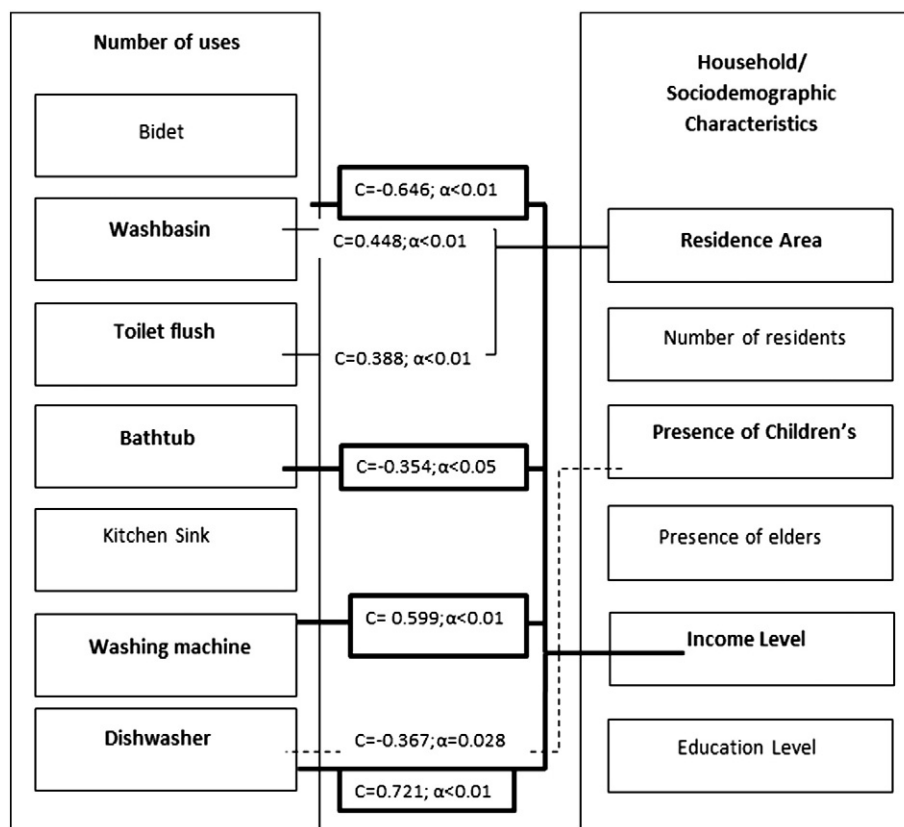 Number of uses
Bidet
Washbasin
Toilet flush
Bathtub
Kitchen Sink
Washing machine
Dishwasher
C=-0.646; α<0.01
C=0.448; α<0.01
C=0.388; α<0.01
C=-0.354; α<0.05
C= 0.599; α<0.01
C=-0.367; α=0.028
C=0.721; α<0.01
Household/
Sociodemographic
Characteristics
Residence Area
Number of residents
Presence of Children's
Presence of elders
Income Level
Education Level